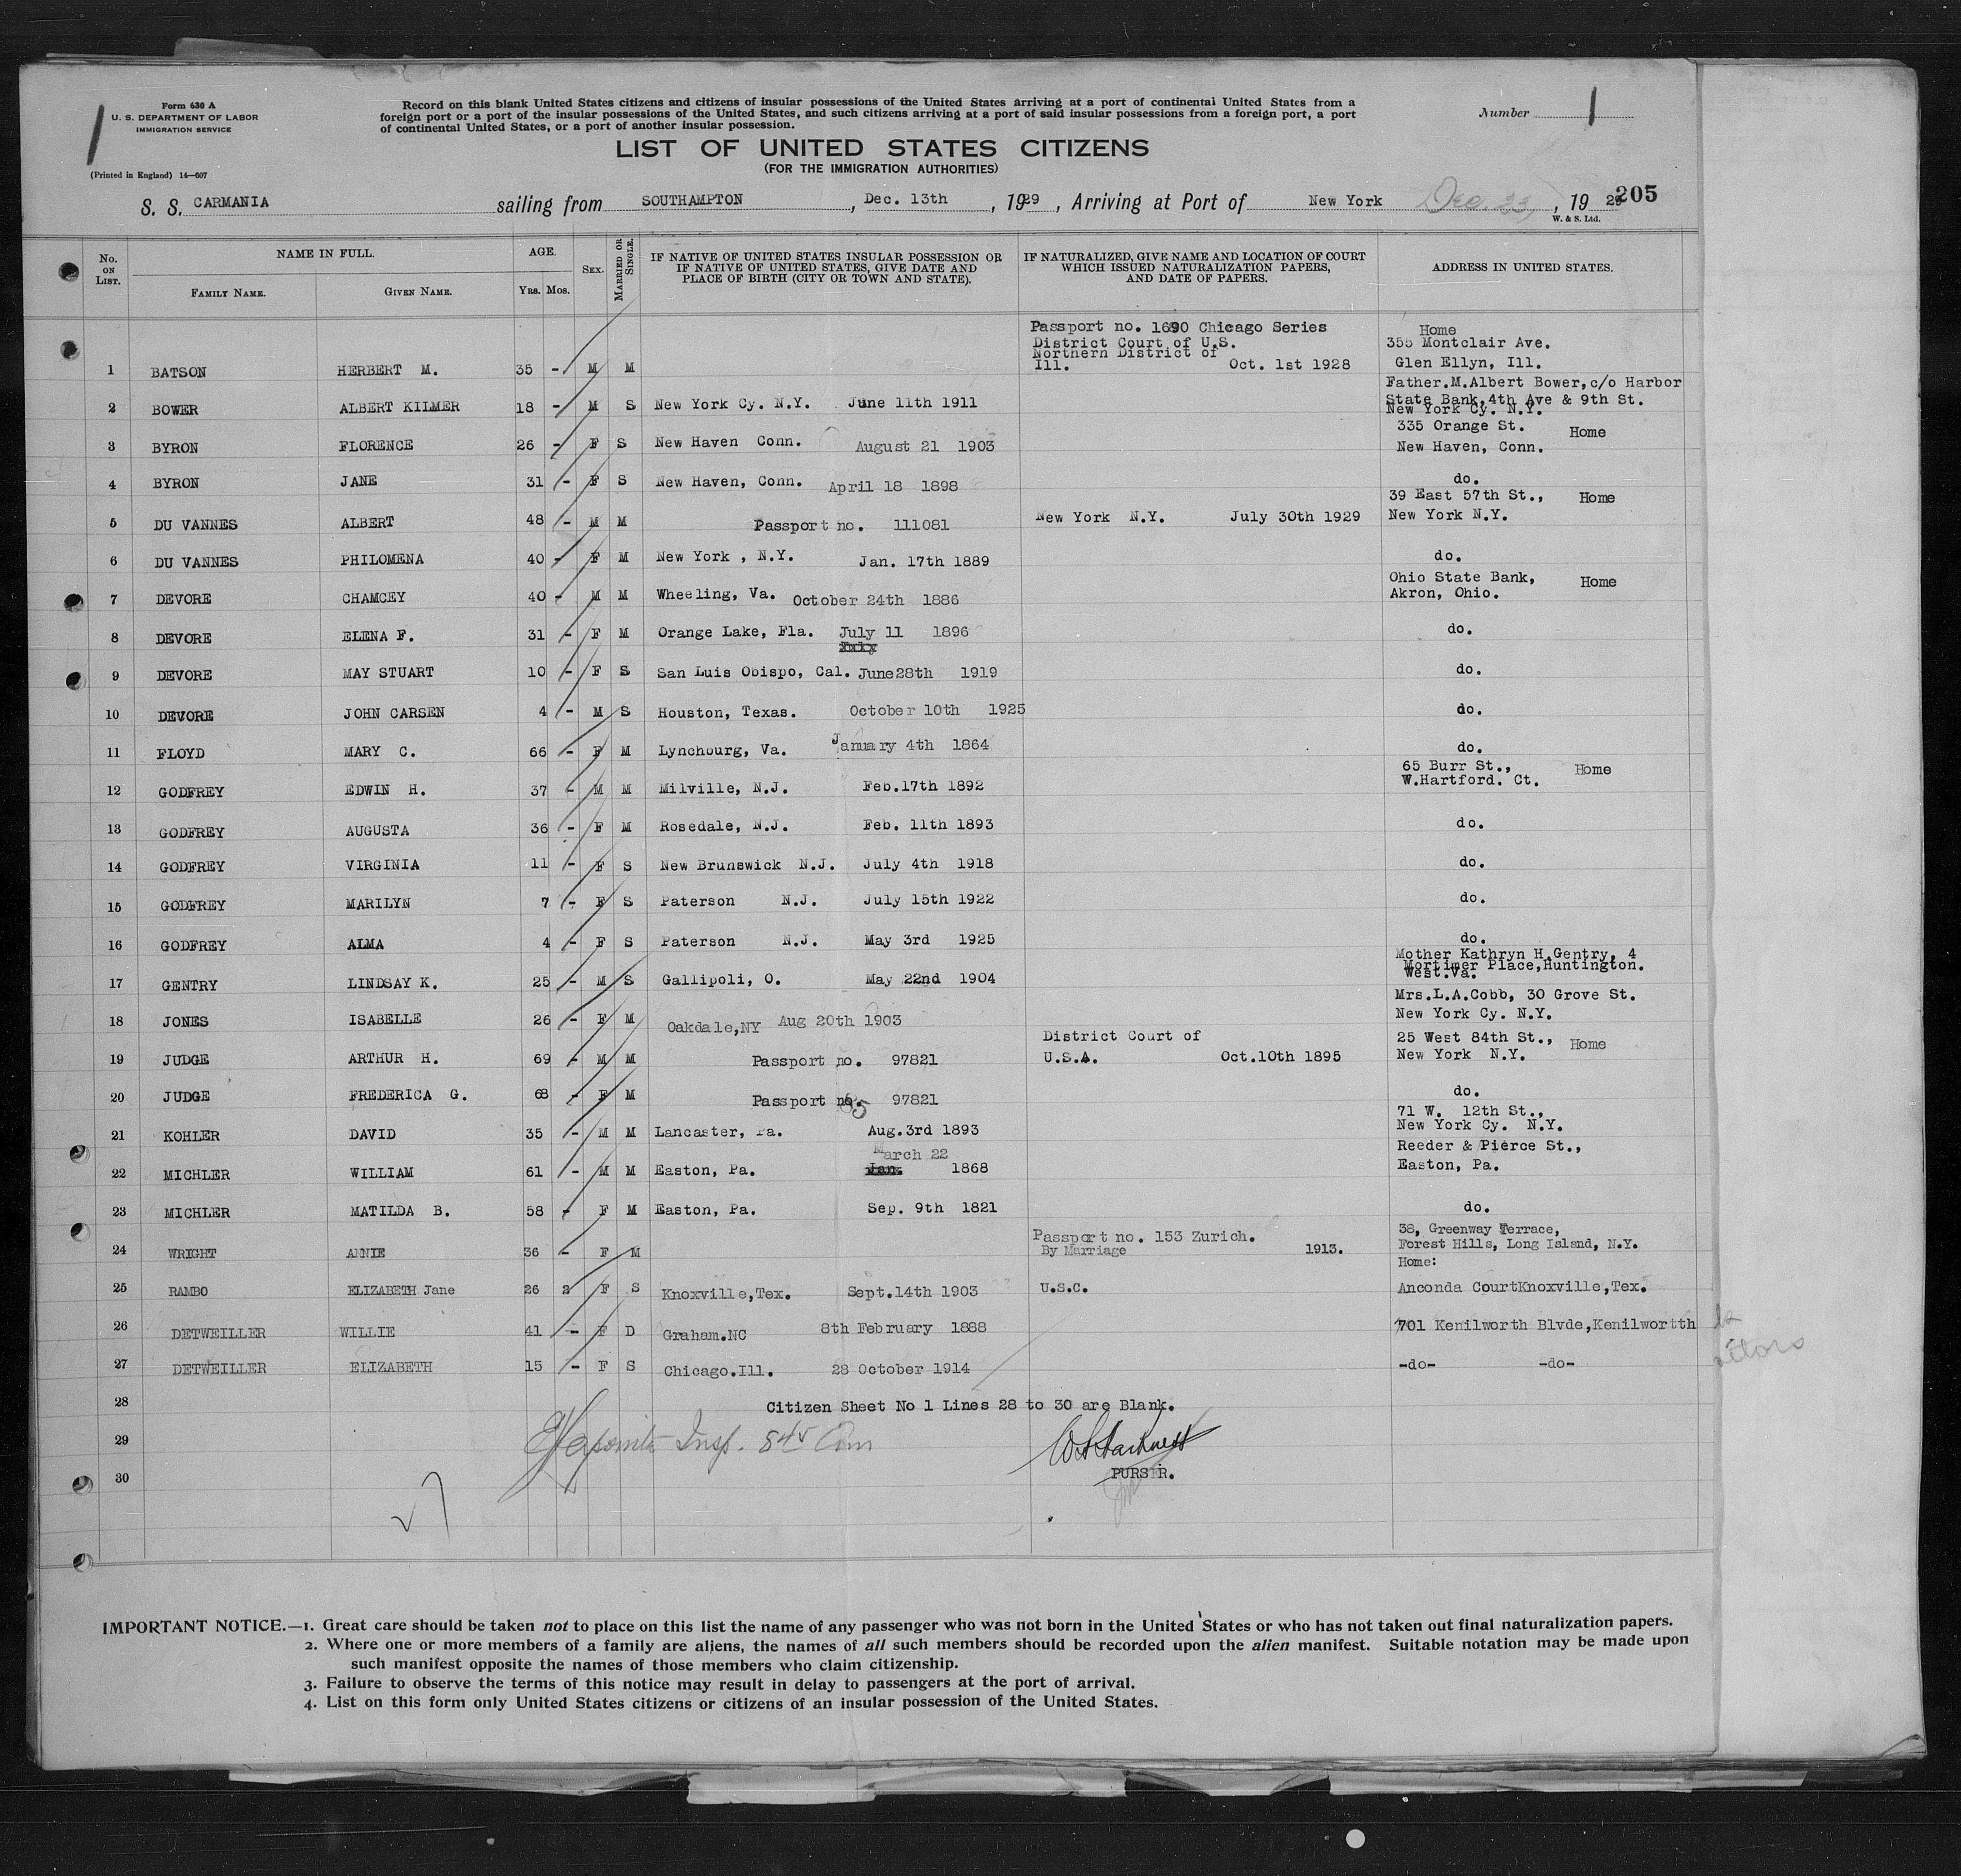 Form 630 A
U. S. DEPARTMENT OF LABOR
IMMIGRATION SERVICE
(Printed in England) 14—607
Record on this blank United States citizens and citizens of insular possessions of the United States arriving at a port of continental United States from a
foreign port or a port of the insular possessions of the United States, and such citizens arriving at a port of said insular possessions from a foreign port, a port
of continental United States, or a port of another insular possession.
Number 1
LIST OF UNITED STATES CITIZENS
(FOR THE IMMIGRATION AUTHORITIES)
S. S. CARMANIA sailing from SOUTHAMPTON, Dec. 13th, 1929, Arriving at Port of New York Dec. 22, 1929 205
W. & S. Ltd.
No. ON LIST. NAME IN FULL. FAMILY NAME. GIVEN NAME. AGE. YRS. MOS. SEX. MARRIED OR SINGLE. IF NATIVE OF UNITED STATES INSULAR POSSESSION OR IF NATIVE OF UNITED STATES, GIVE DATE AND PLACE OF BIRTH (CITY OR TOWN AND STATE). IF NATURALIZED, GIVE NAME AND LOCATION OF COURT WHICH ISSUED NATURALIZATION PAPERS, AND DATE OF PAPERS. ADDRESS IN UNITED STATES.
1 BATSON HERBERT M. 35 - M M Passport no. 1690 Chicago Series District Court of U.S. Northern District of Ill. Oct. 1st 1928 Home 355 Montclair Ave. Glen Ellyn, Ill.
2 BOWER ALBERT KILMER 18 - M S New York Cy. N.Y. June 11th 1911 Father.M.Albert Bower,c/o Harbor State Bank,4th Ave & 9th St. New York Cy. N.Y.
3 BYRON FLORENCE 26 - F S New Haven Conn. August 21 1903 335 Orange St. Home New Haven, Conn.
4 BYRON JANE 31 - F S New Haven, Conn. April 18 1898 do.
5 DU VANNES ALBERT 48 - M M Passport no. 111081 New York N.Y. July 30th 1929 39 East 57th St., Home New York N.Y.
6 DU VANNES PHILOMENA 40 - F M New York , N.Y. Jan. 17th 1889 do.
7 DEVORE CHAMCEY 40 - M M Wheeling, Va. October 24th 1886 Ohio State Bank, Home Akron, Ohio.
8 DEVORE ELENA F. 31 - F M Orange Lake, Fla. July 11 1896 do.
9 DEVORE MAY STUART 10 - F S San Luis Obispo, Cal. June28th 1919 do.
10 DEVORE JOHN CARSEN 4 - M S Houston, Texas. October 10th 1925 do.
11 FLOYD MARY C. 66 - F M Lynchburg, Va. January 4th 1864 do.
12 GODFREY EDWIN H. 37 - M M Milville, N.J. Feb.17th 1892 65 Burr St., Home W.Hartford. Ct.
13 GODFREY AUGUSTA 36 - F M Rosedale, N.J. Feb. 11th 1893 do.
14 GODFREY VIRGINIA 11 - F S New Brunswick N.J. July 4th 1918 do.
15 GODFREY MARILYN 7 - F S Paterson N.J. July 15th 1922 do.
16 GODFREY ALMA 4 - F S Paterson N.J. May 3rd 1925 do.
17 GENTRY LINDSAY K. 25 - M S Gallipoli, O. May 22nd 1904 Mother Kathryn H.Gentry, 4 Mortimer Place,Huntington. West.Va.
18 JONES ISABELLE 26 - F M Oakdale,NY Aug 20th 1903 Mrs.L.A.Cobb, 30 Grove St. New York Cy. N.Y.
19 JUDGE ARTHUR H. 69 - M M Passport no. 97821 District Court of U.S.A. Oct.10th 1895 25 West 84th St., Home New York N.Y.
20 JUDGE FREDERICA G. 68 - F M Passport no. 97821 do.
21 KOHLER DAVID 35 - M M Lancaster, Pa. Aug.3rd 1893 71 W. 12th St., New York Cy. N.Y.
22 MICHLER WILLIAM 61 - M M Easton, Pa. March 22 Jan. 1868 Reeder & Pierce St., Easton, Pa.
23 MICHLER MATILDA B. 58 - F M Easton, Pa. Sep. 9th 1821 do.
24 WRIGHT ANNIE 36 - F M Passport no. 153 Zurich. By Marriage 1913. 38, Greenway Terrace, Forest Hills, Long Island, N.Y.
25 RAMBO ELIZABETH Jane 26 2 F S Knoxville,Tex. Sept.14th 1903 U.S.C. Home: Anconda CourtKnoxville,Tex.
26 DETWEILLER WILLIE 41 - F D Graham.NC 8th February 1888 701 Kenilworth Blvde,Kenilwortth
27 DETWEILLER ELIZABETH 15 - F S Chicago.Ill. 28 October 1914 -do- -do-
28 Citizen Sheet No 1 Lines 28 to 30 are Blank.
29 Insp.
30 PURSER.
IMPORTANT NOTICE.—1. Great care should be taken not to place on this list the name of any passenger who was not born in the United States or who has not taken out final naturalization papers.
2. Where one or more members of a family are aliens, the names of all such members should be recorded upon the alien manifest. Suitable notation may be made upon
such manifest opposite the names of those members who claim citizenship.
3. Failure to observe the terms of this notice may result in delay to passengers at the port of arrival.
4. List on this form only United States citizens or citizens of an insular possession of the United States.